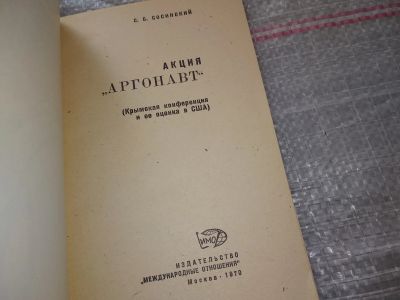 С. Б. СОСИНСКИЙ
АКЦИЯ
„АРГОНАВТ“
(Крымская конференция
и ее оценка в США)
ИМО
ИЗДАТЕЛЬСТВО
„МЕЖДУНАРОДНЫЕ ОТНОШЕНИЯ“
Москва · 1970